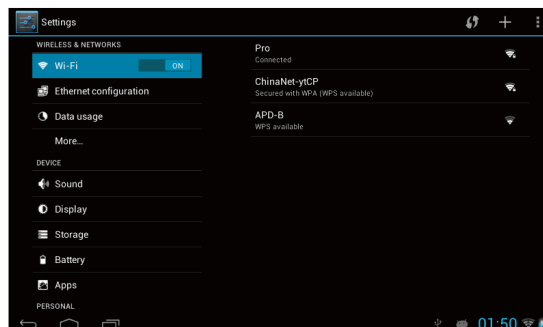 Settings
WIRELESS & NETWORKS
Wi-Fi
ON
Ethernet configuration
Data usage
More...
DEVICE
Sound
Display
Storage
Battery
Apps
PERSONAL
Pro
Connected
ChinaNet-ytCP
Secured with WPA (WPS available)
APD-B
WPS available
01:50